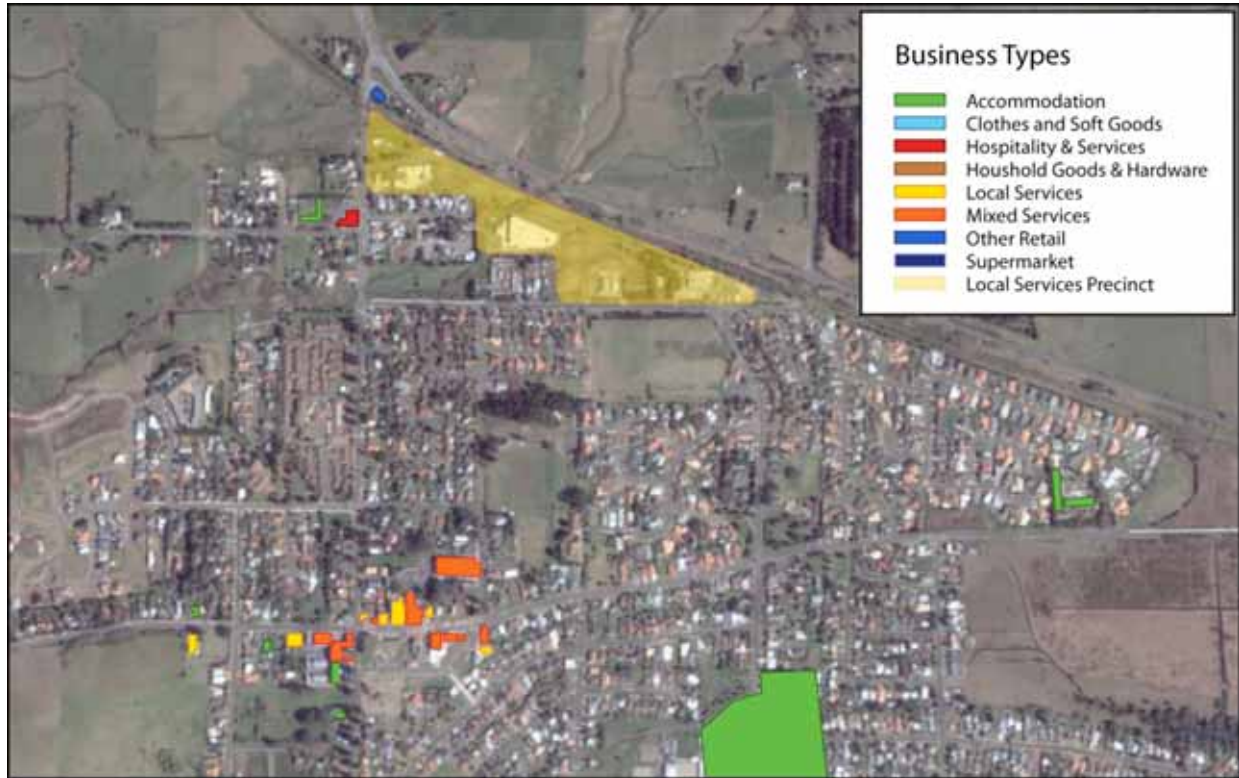 Business Types
Accommodation
Clothes and Soft Goods
Hospitality & Services
Houshold Goods & Hardware
Local Services
Mixed Services
Other Retail
Supermarket
Local Services Precinct